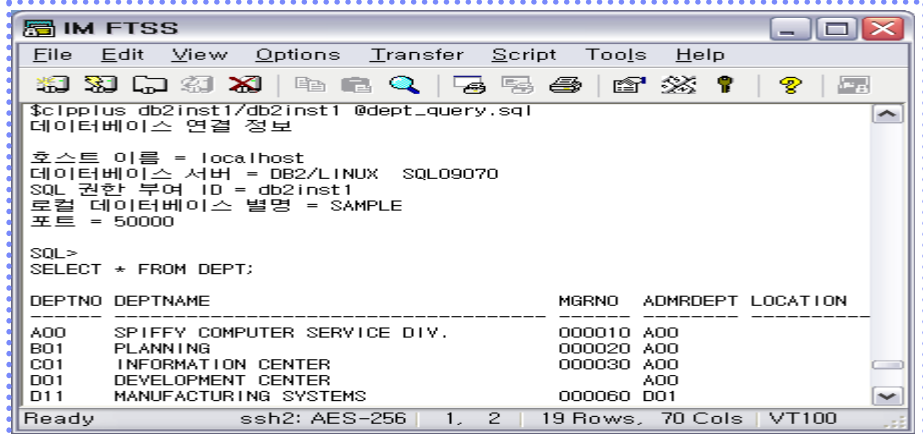 IM FTSS
File Edit View Options Transfer Script Tools Help
$clpplus db2inst1/db2inst1 @dept_query.sql
데이터베이스 연결 정보
호스트 이름 = localhost
데이터베이스 서버 = DB2/LINUX SQL09070
SQL 권한 부여 ID = db2inst1
로컬 데이터베이스 별명 = SAMPLE
포트 = 50000
SQL>
SELECT * FROM DEPT;
DEPTNO DEPTNAME MGRNO ADMRDEPT LOCATION
------ ------------------------------------ ------ -------- ----------
A00 SPIFFY COMPUTER SERVICE DIV. 000010 A00
B01 PLANNING 000020 A00
C01 INFORMATION CENTER 000030 A00
D01 DEVELOPMENT CENTER A00
D11 MANUFACTURING SYSTEMS 000060 D01
Ready ssh2: AES-256 1, 2 19 Rows, 70 Cols VT100